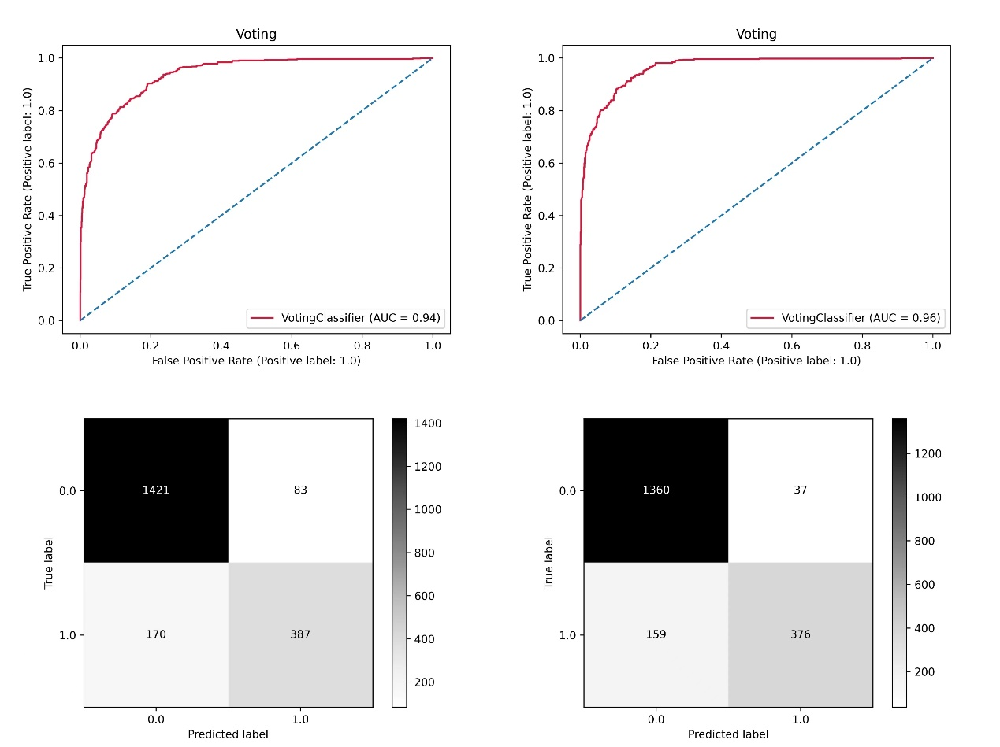 Voting
1.0
0.8
0.6
0.4
0.2
0.0
True Positive Rate (Positive label: 1.0)
VotingClassifier (AUC = 0.94)
0.0 0.2 0.4 0.6 0.8 1.0
False Positive Rate (Positive label: 1.0)
Voting
1.0
0.8
0.6
0.4
0.2
0.0
True Positive Rate (Positive label: 1.0)
VotingClassifier (AUC = 0.96)
0.0 0.2 0.4 0.6 0.8 1.0
False Positive Rate (Positive label: 1.0)
True label
0.0 1421 83
1.0 170 387
0.0 1.0
Predicted label
1400
1200
1000
800
600
400
200
True label
0.0 1360 37
1.0 159 376
0.0 1.0
Predicted label
1200
1000
800
600
400
200